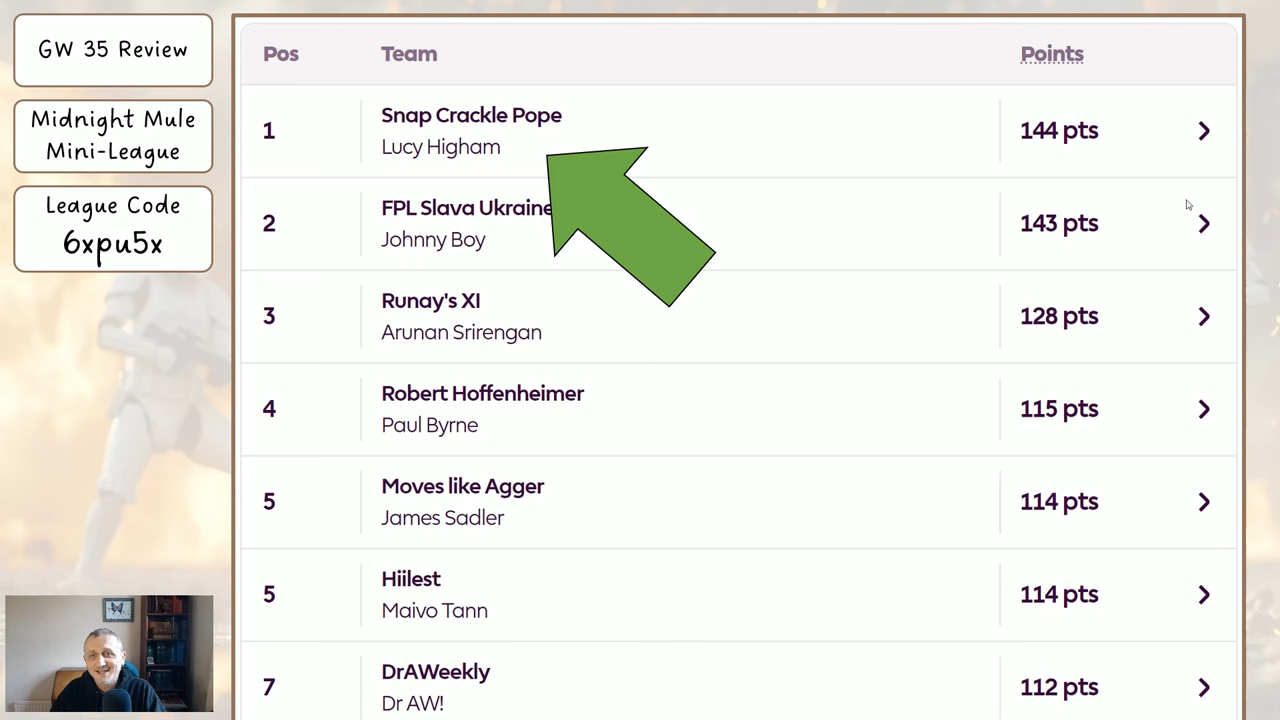 GW 35 Review
Midnight Mule
Mini-League
League Code
6xpu5x
Pos Team Points
1 Snap Crackle Pope 144 pts
Lucy Higham
2 FPL Slava Ukraine 143 pts
Johnny Boy
3 Runay's XI 128 pts
Arunan Srirengan
4 Robert Hoffenheimer 115 pts
Paul Byrne
5 Moves like Agger 114 pts
James Sadler
5 Hiilest 114 pts
Maivo Tann
7 DrAWeekly 112 pts
Dr AW!